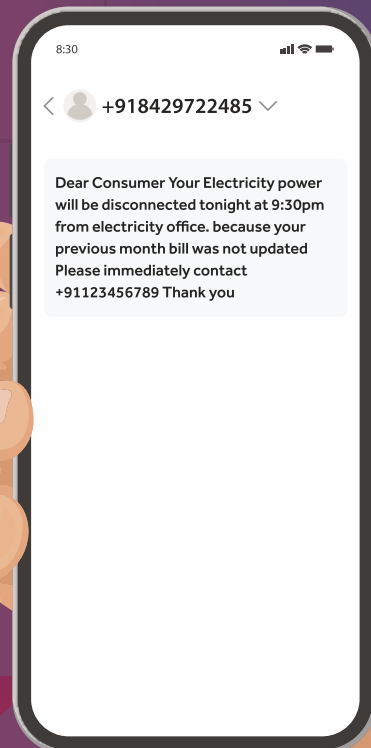 8:30
+918429722485
Dear Consumer Your Electricity power
will be disconnected tonight at 9:30pm
from electricity office. because your
previous month bill was not updated
Please immediately contact
+91123456789 Thank you